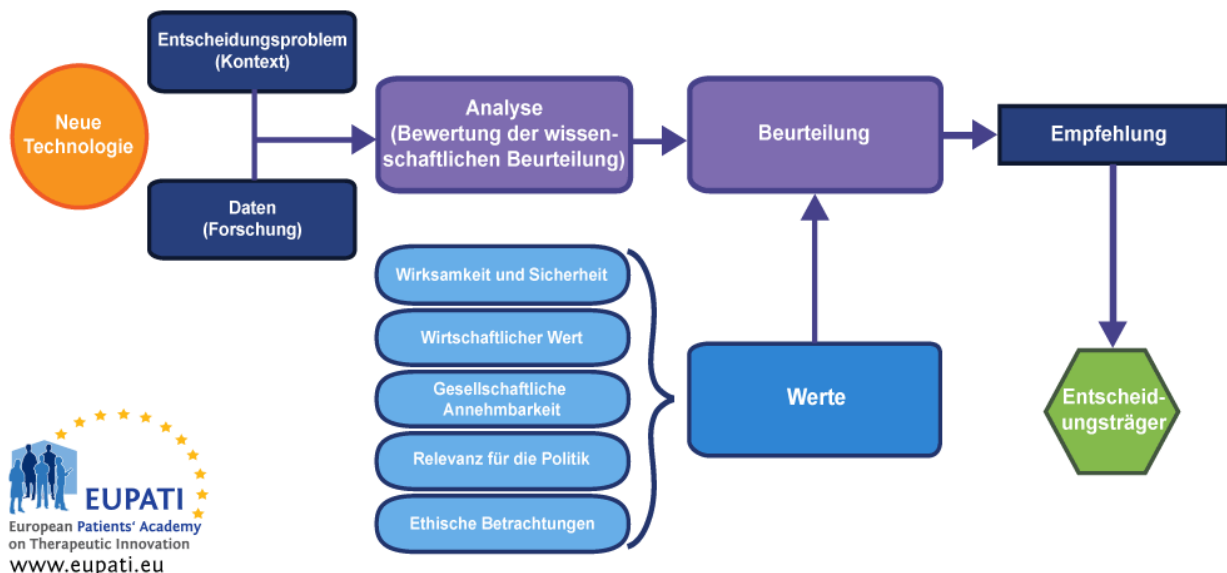 Neue
Technologie
Entscheidungsproblem
(Kontext)
Daten
(Forschung)
Analyse
(Bewertung der wissen-
schaftlichen Beurteilung)
Beurteilung
Empfehlung
Wirksamkeit und Sicherheit
Wirtschaftlicher Wert
Gesellschaftliche
Annehmbarkeit
Relevanz für die Politik
Ethische Betrachtungen
Werte
Entscheid-
ungsträger
EUPATI
European Patients' Academy
on Therapeutic Innovation
www.eupati.eu